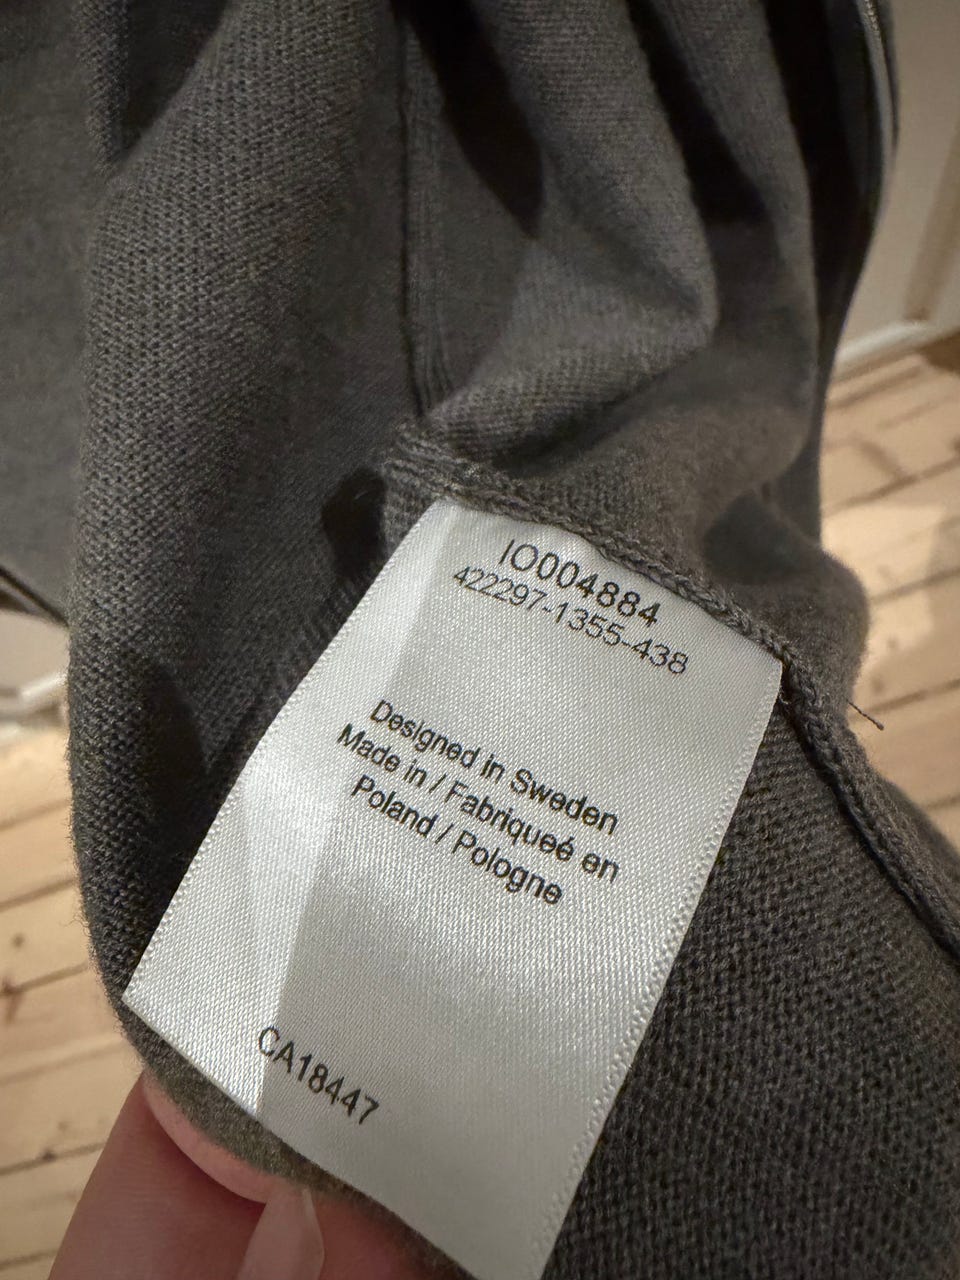 IO004884
422297-1355-438
Designed in Sweden
Made in / Fabriqueé en
Poland / Pologne
CA18447